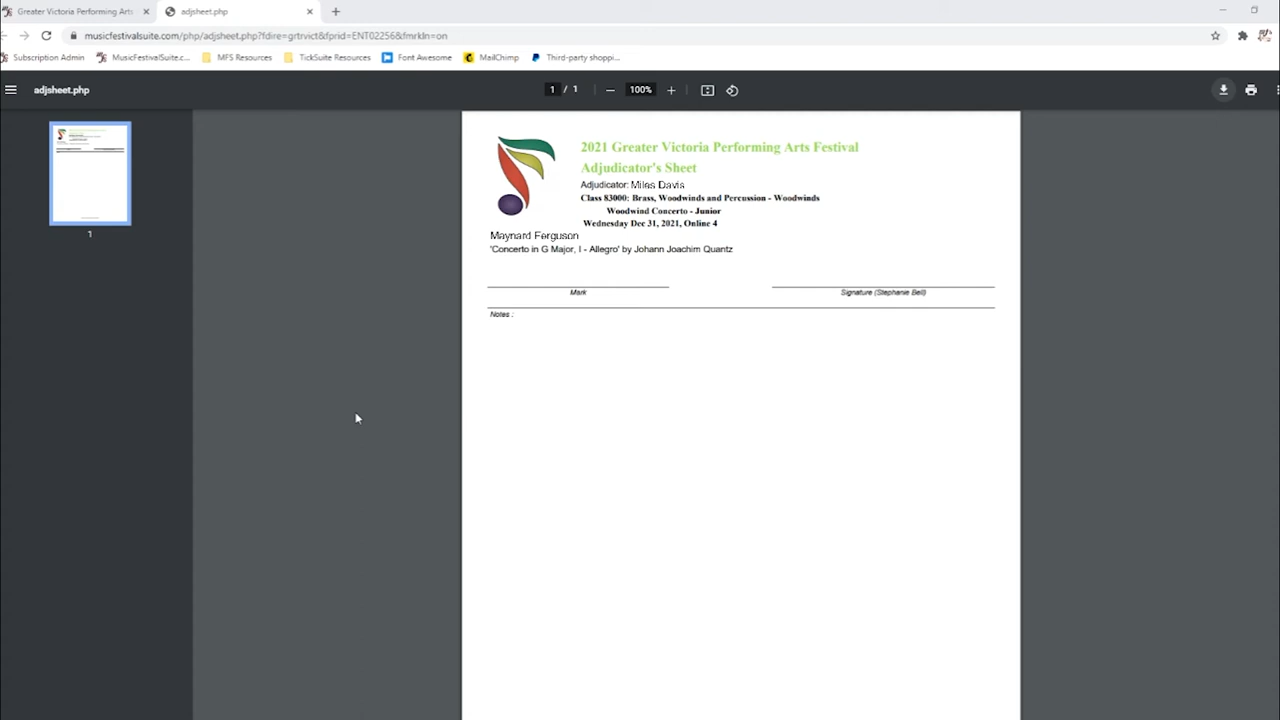 Greater Victoria Performing Arts
adjsheet.php
musicfestivalsuite.com/php/adjsheet.php?fdire=grtrvict&fprid=ENT02256&fmrkln=on
Subscription Admin
MusicFestivalSuite.c...
MFS Resources
TickSuite Resources
Font Awesome
MailChimp
Third-party shoppi...
adjsheet.php
1 / 1
100%
1
2021 Greater Victoria Performing Arts Festival
Adjudicator's Sheet
Adjudicator: Miles Davis
Class 83000: Brass, Woodwinds and Percussion - Woodwinds
Woodwind Concerto - Junior
Wednesday Dec 31, 2021, Online 4
Maynard Ferguson
'Concerto in G Major, I - Allegro' by Johann Joachim Quantz
Mark
Signature (Stephanie Bell)
Notes :